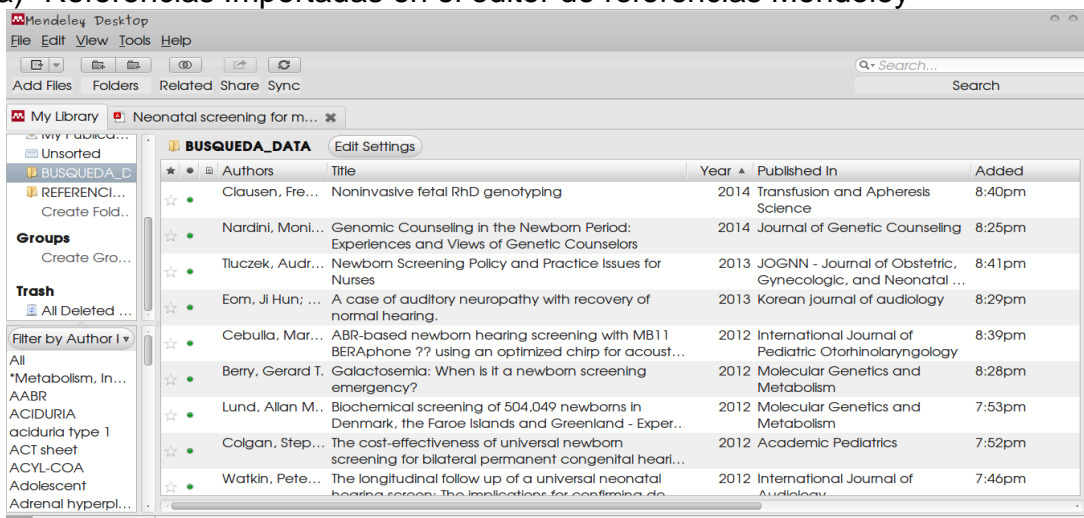 a) Referencias importadas en el editor de referencias Mendeley
Mendeley Desktop
File Edit View Tools Help
Add Files Folders Related Share Sync
Search...
Search
My Library Neonatal screening for m...
My Publica...
Unsorted
BUSQUEDA_D
REFERENCI...
Create Fold..
Groups
Create Gro...
Trash
All Deleted ...
Filter by Author
All
*Metabolism, In...
AABR
ACIDURIA
aciduria type 1
ACT sheet
ACYL-COA
Adolescent
Adrenal hyperpl...
BUSQUEDA_DATA Edit Settings
Authors Title Year Published In Added
Clausen, Fre... Noninvasive fetal RhD genotyping 2014 Transfusion and Apheresis 8:40pm
Science
Nardini, Moni... Genomic Counseling in the Newborn Period: 2014 Journal of Genetic Counseling 8:25pm
Experiences and Views of Genetic Counselors
Tluczek, Audr... Newborn Screening Policy and Practice Issues for 2013 JOGNN - Journal of Obstetric, 8:41pm
Nurses Gynecologic, and Neonatal ...
Eom, Ji Hun; ... A case of auditory neuropathy with recovery of 2013 Korean journal of audiology 8:29pm
normal hearing.
Cebulla, Mar... ABR-based newborn hearing screening with MB11 2012 International Journal of 8:39pm
BERAphone ?? using an optimized chirp for acoust... Pediatric Otorhinolaryngology
Berry, Gerard T. Galactosemia: When is it a newborn screening 2012 Molecular Genetics and 8:28pm
emergency? Metabolism
Lund, Allan M.. Biochemical screening of 504,049 newborns in 2012 Molecular Genetics and 7:53pm
Denmark, the Faroe Islands and Greenland - Exper.. Metabolism
Colgan, Step... The cost-effectiveness of universal newborn 2012 Academic Pediatrics 7:52pm
screening for bilateral permanent congenital heari...
Watkin, Pete... The longitudinal follow up of a universal neonatal 2012 International Journal of 7:46pm
hearing screen: The implications for confirming de... Audiology